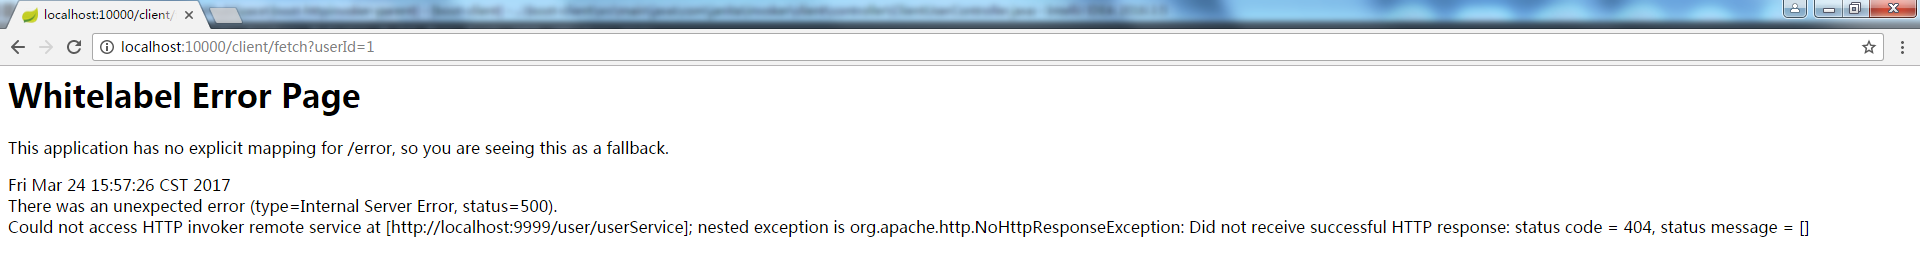 localhost:10000/client/
localhost:10000/client/fetch?userId=1
Whitelabel Error Page
This application has no explicit mapping for /error, so you are seeing this as a fallback.
Fri Mar 24 15:57:26 CST 2017
There was an unexpected error (type=Internal Server Error, status=500).
Could not access HTTP invoker remote service at [http://localhost:9999/user/userService]; nested exception is org.apache.http.NoHttpResponseException: Did not receive successful HTTP response: status code = 404, status message = []